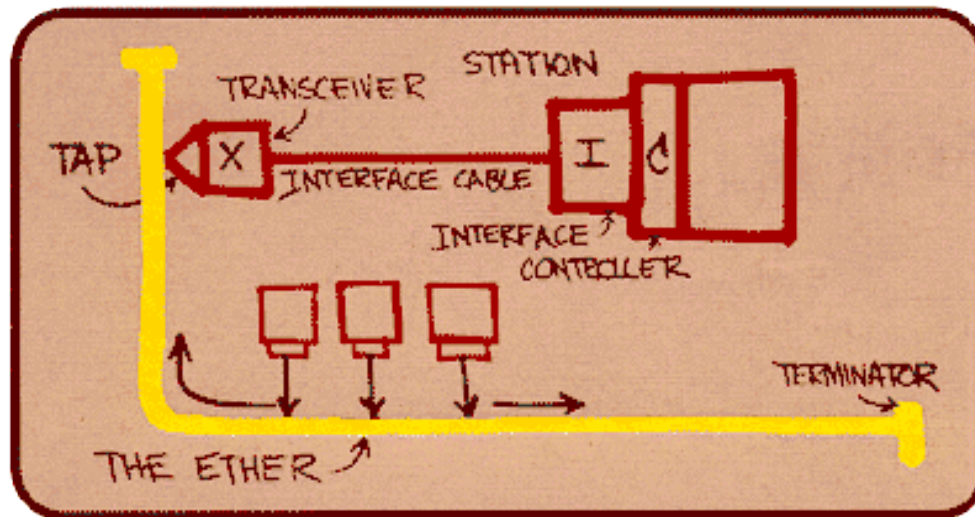 STATION
TRANSCEIVER
TAP
X
I
C
INTERFACE CABLE
INTERFACE
CONTROLLER
TERMINATOR
THE ETHER